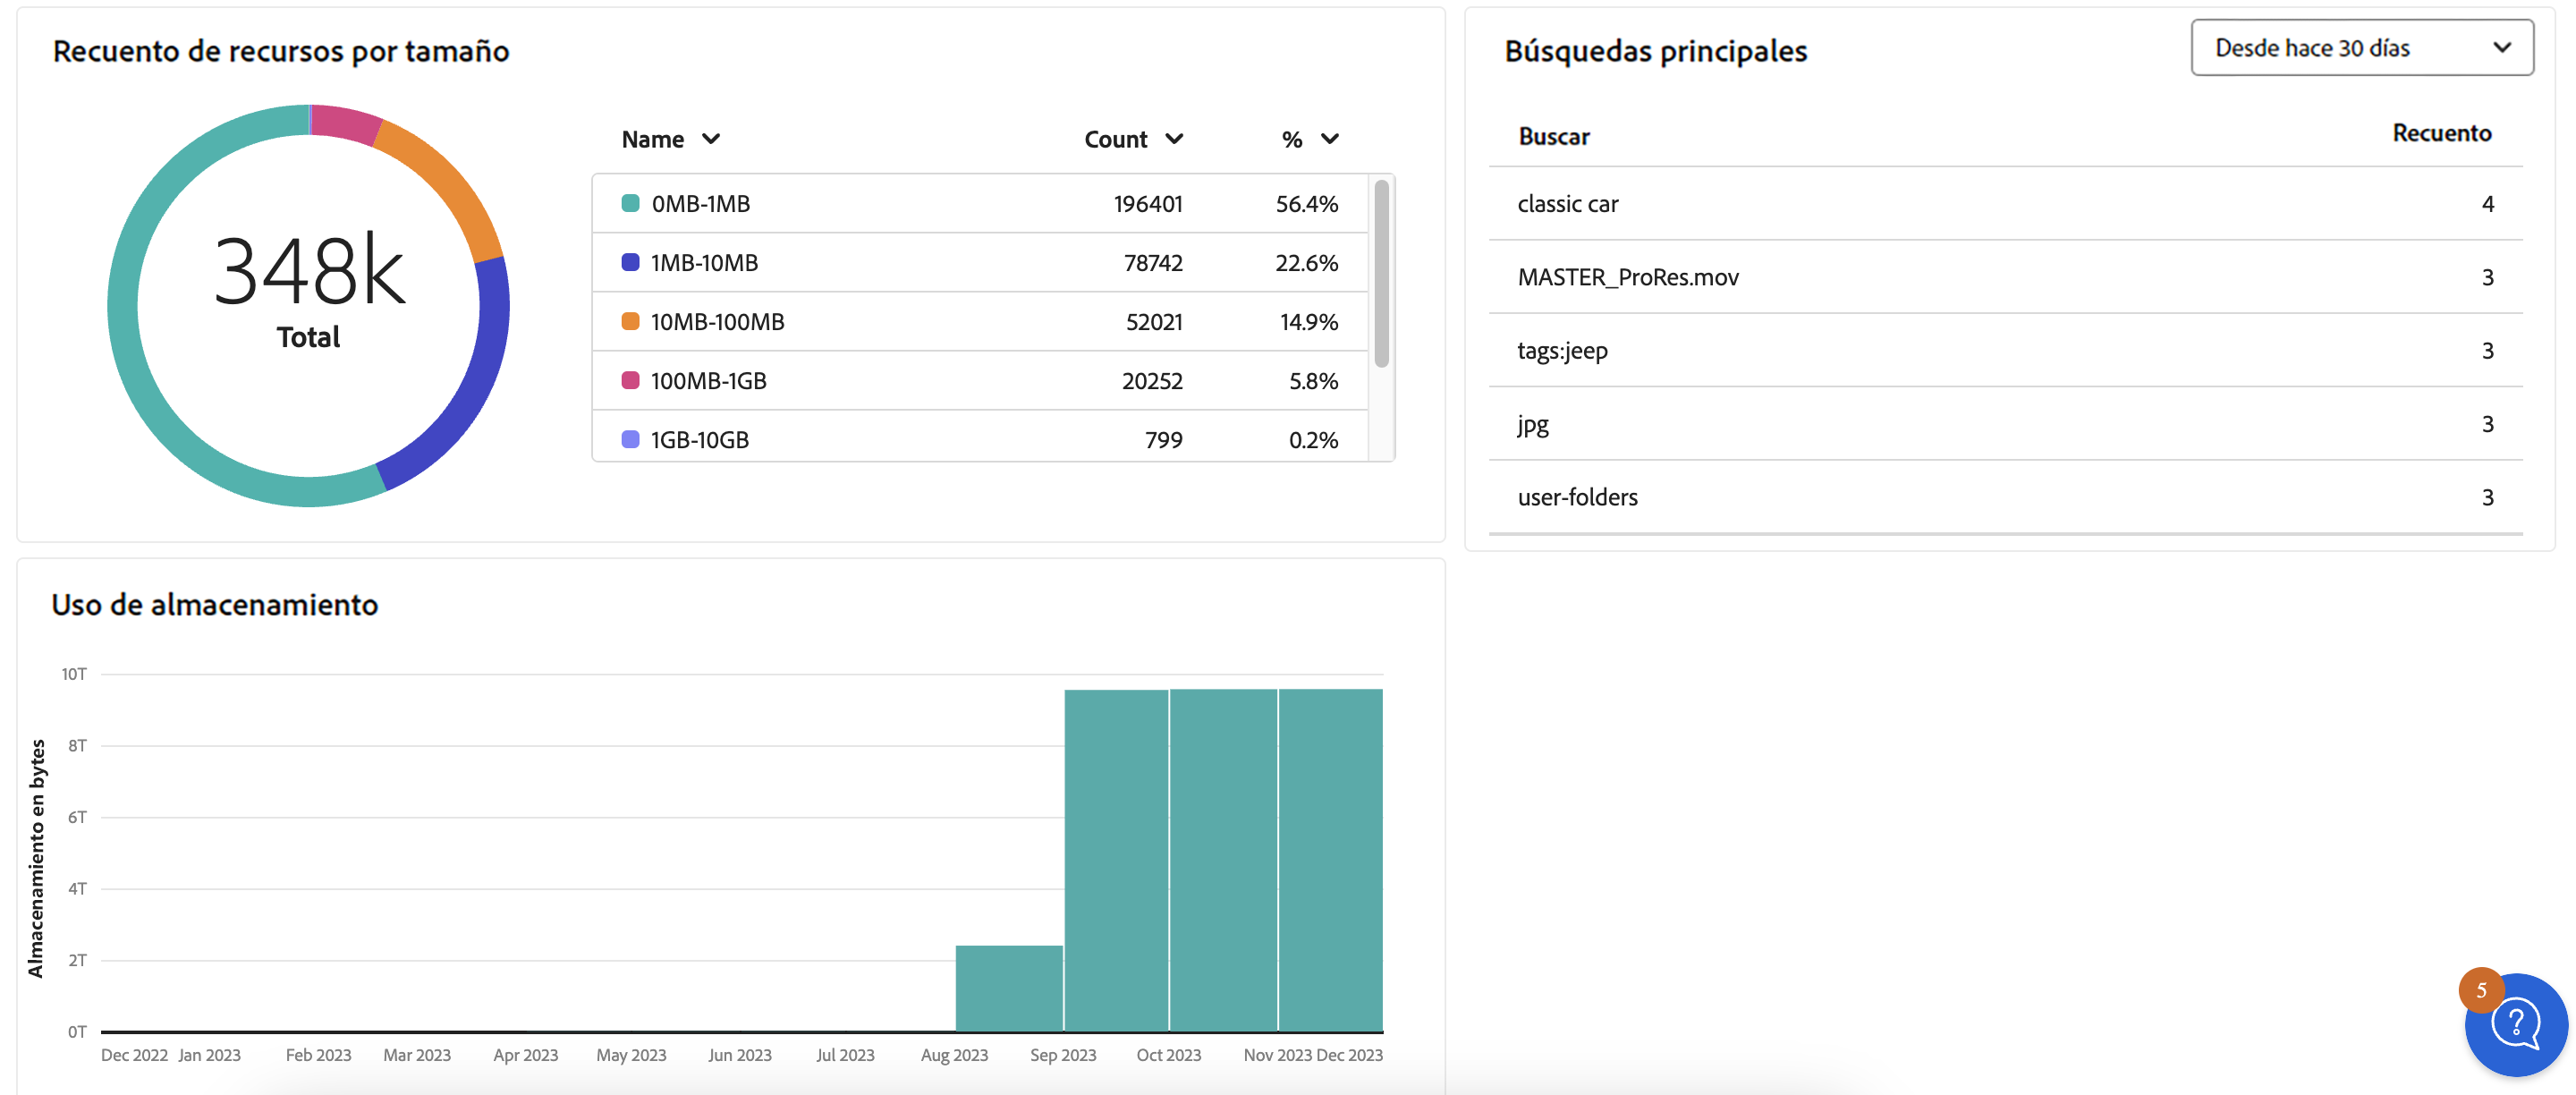 Recuento de recursos por tamaño
348k
Total
Name Count %
0MB-1MB 196401 56.4%
1MB-10MB 78742 22.6%
10MB-100MB 52021 14.9%
100MB-1GB 20252 5.8%
1GB-10GB 799 0.2%
Búsquedas principales
Desde hace 30 días
Buscar Recuento
classic car 4
MASTER_ProRes.mov 3
tags:jeep 3
jpg 3
user-folders 3
Uso de almacenamiento
Almacenamiento en bytes
10T
8T
6T
4T
2T
0T
Dec 2022 Jan 2023 Feb 2023 Mar 2023 Apr 2023 May 2023 Jun 2023 Jul 2023 Aug 2023 Sep 2023 Oct 2023 Nov 2023 Dec 2023
5
?